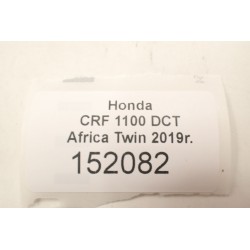 Honda
CRF 1100 DCT
Africa Twin 2019r.
152082